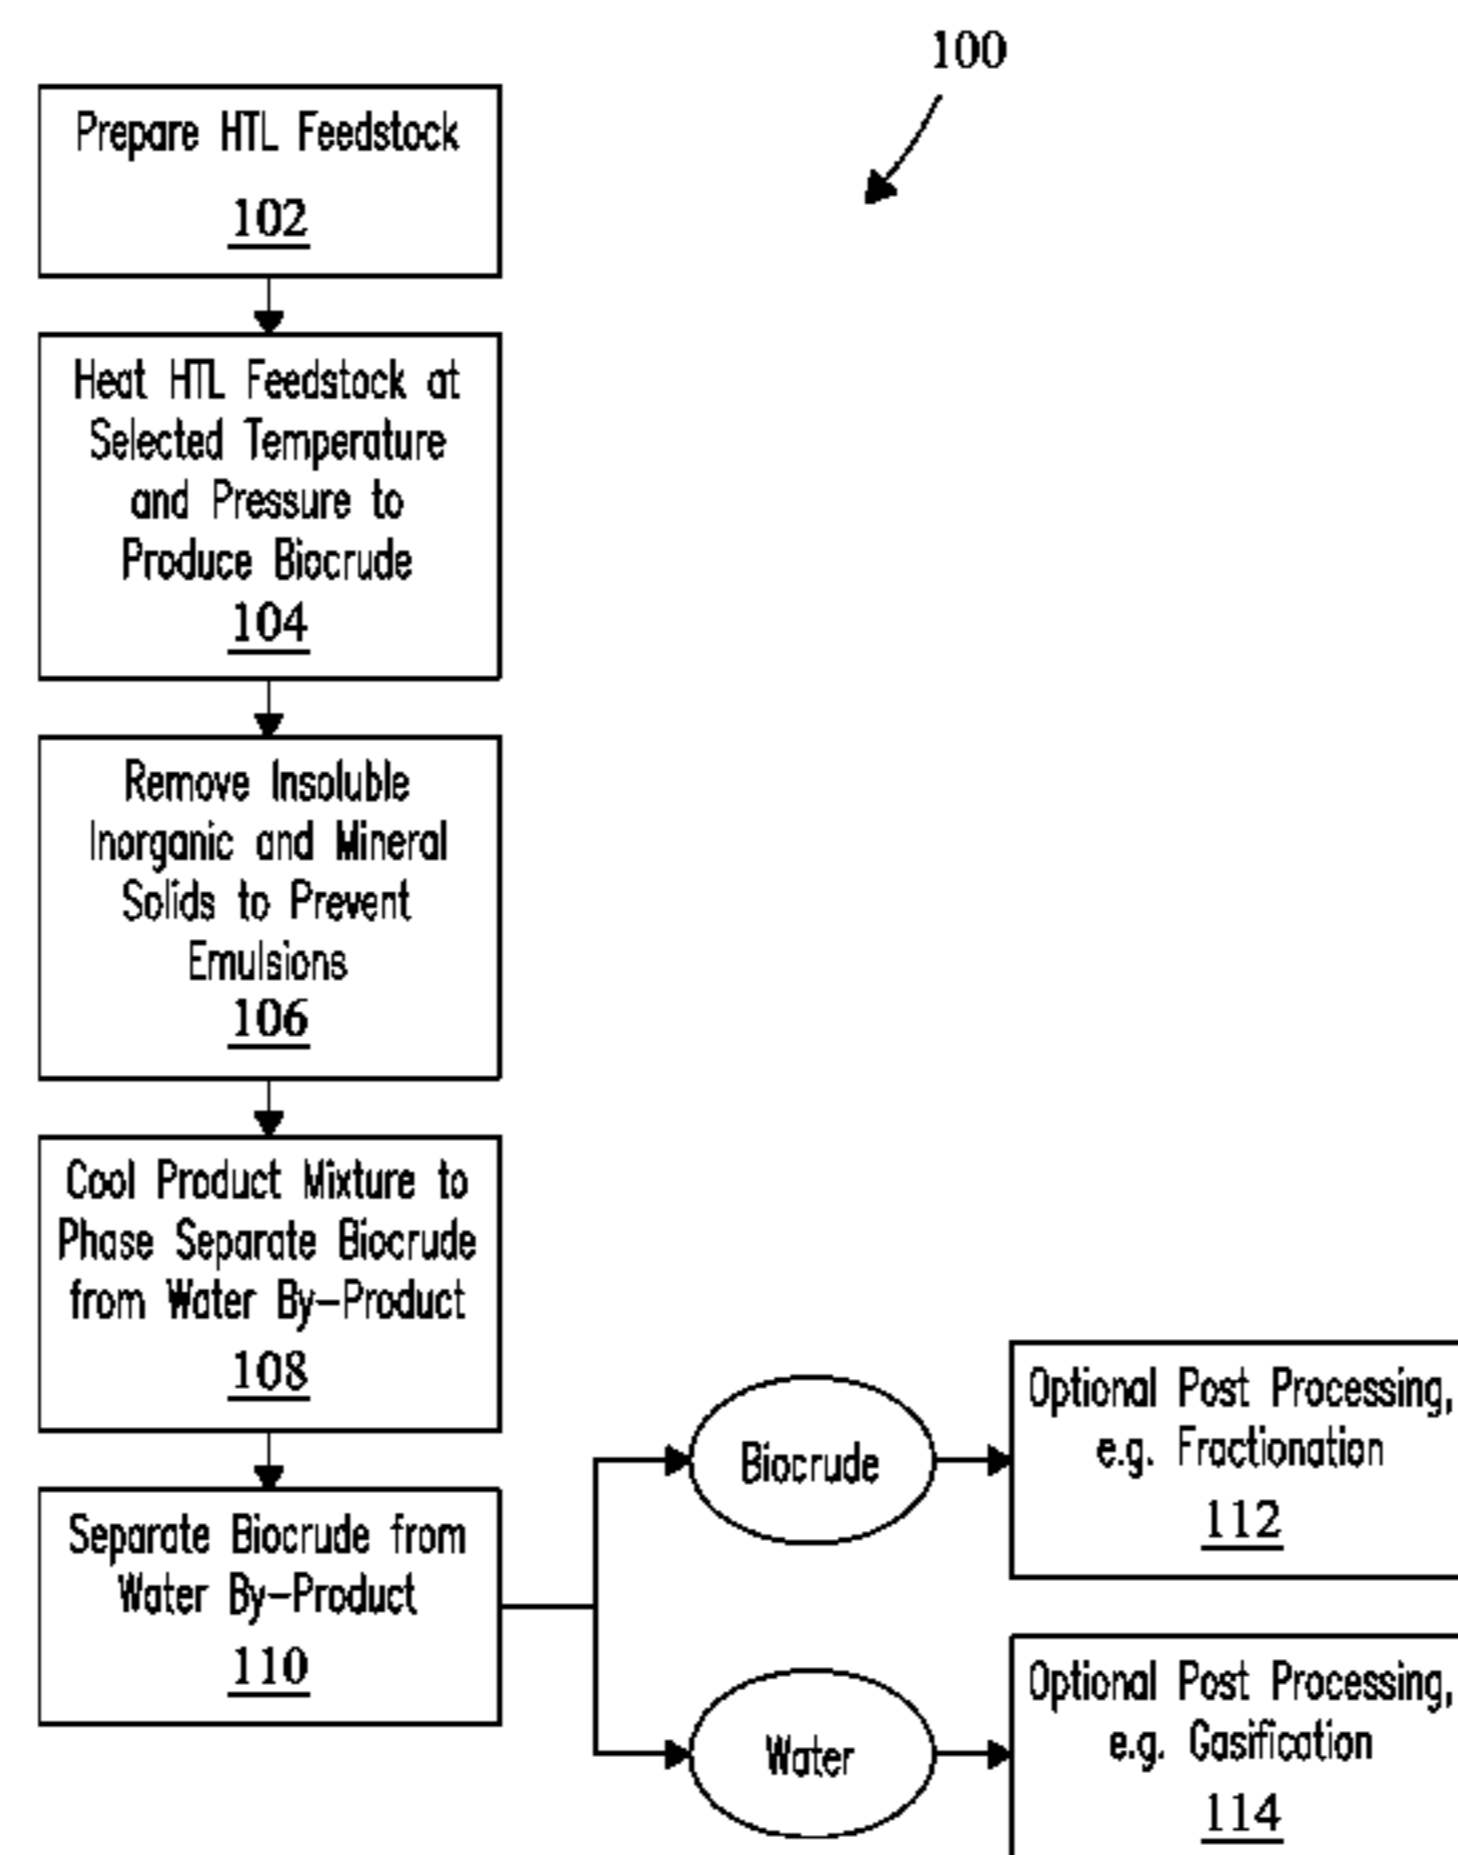 100
Prepare HTL Feedstock
102
Heat HTL Feedstock at
Selected Temperature
and Pressure to
Produce Biocrude
104
Remove Insoluble
Inorganic and Mineral
Solids to Prevent
Emulsions
106
Cool Product Mixture to
Phase Separate Biocrude
from Water By-Product
108
Separate Biocrude from
Water By-Product
110
Biocrude
Optional Post Processing,
e.g. Fractionation
112
Water
Optional Post Processing,
e.g. Gasification
114